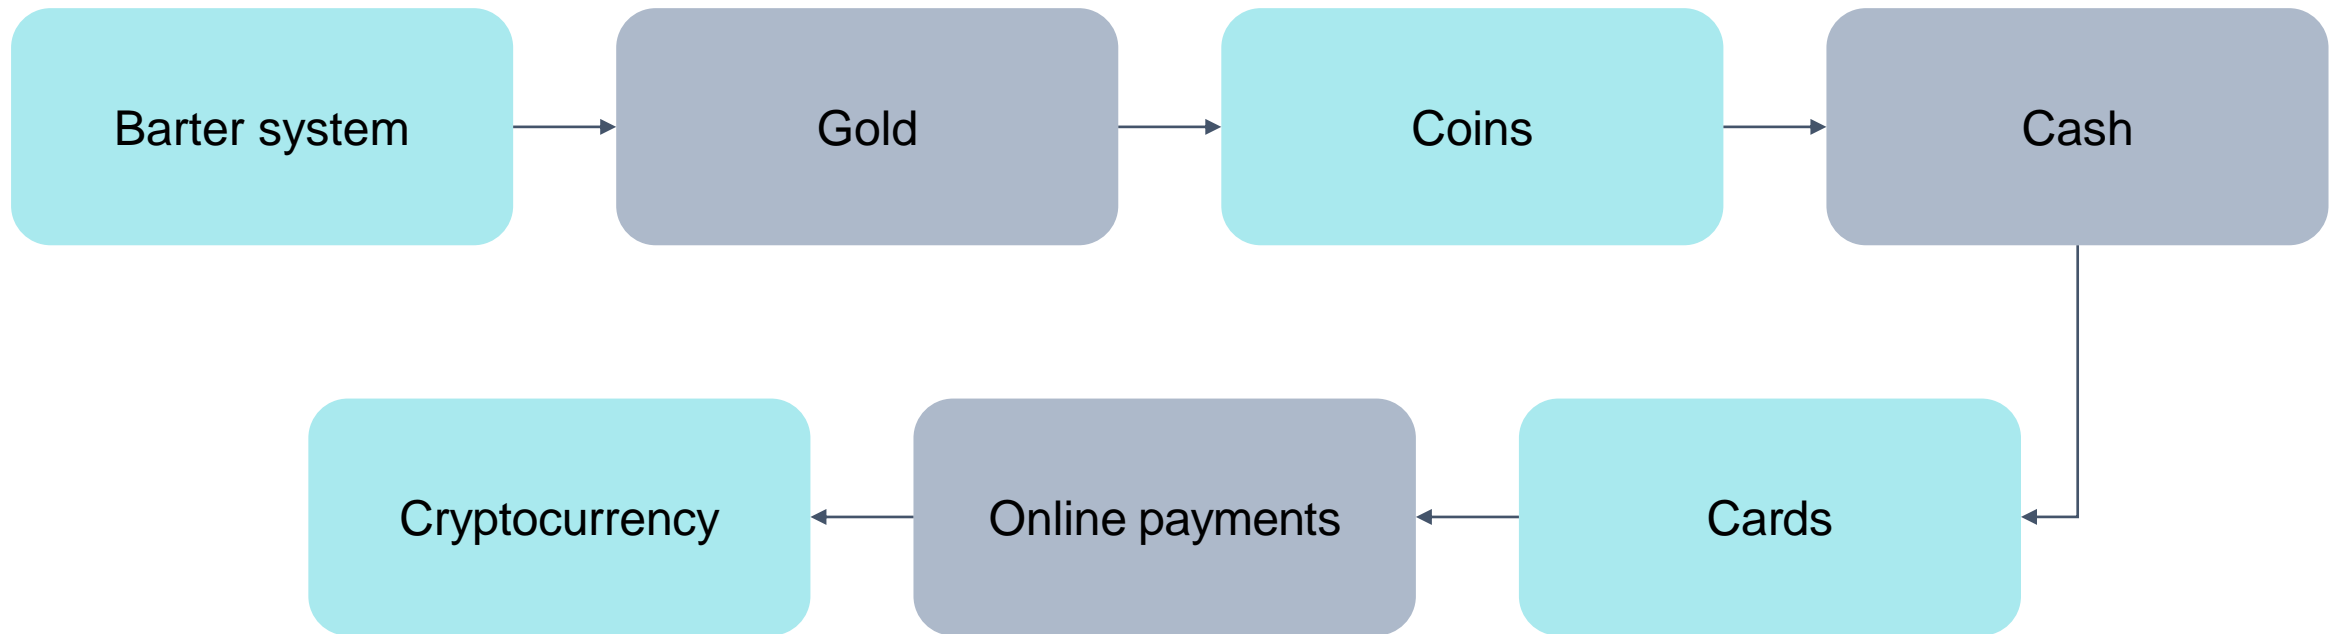 Barter system
Gold
Coins
Cash
Cards
Online payments
Cryptocurrency